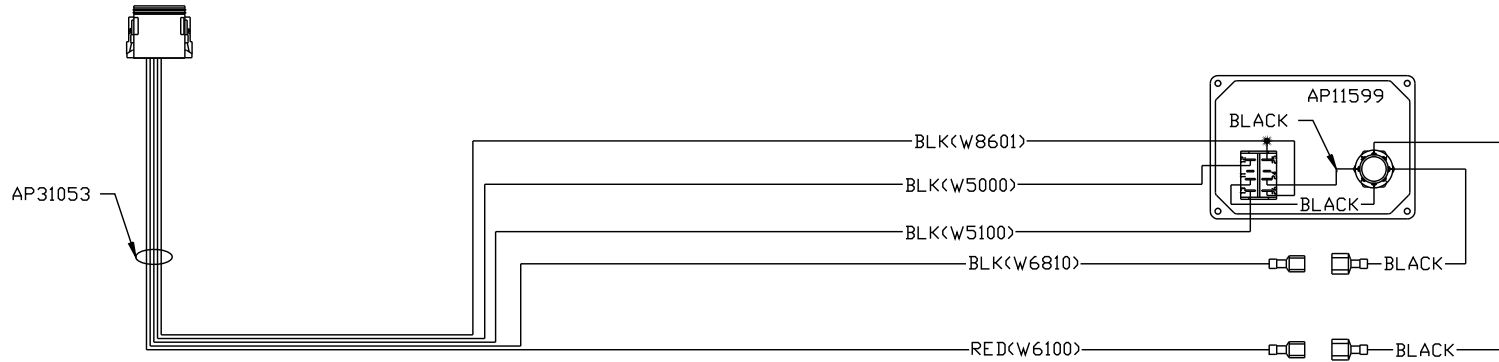 AP11599
BLACK
BLK(W8601)
BLK(W5000)
AP31053
BLACK
BLK(W5100)
BLK(W6810)
BLACK
RED(W6100)
BLACK